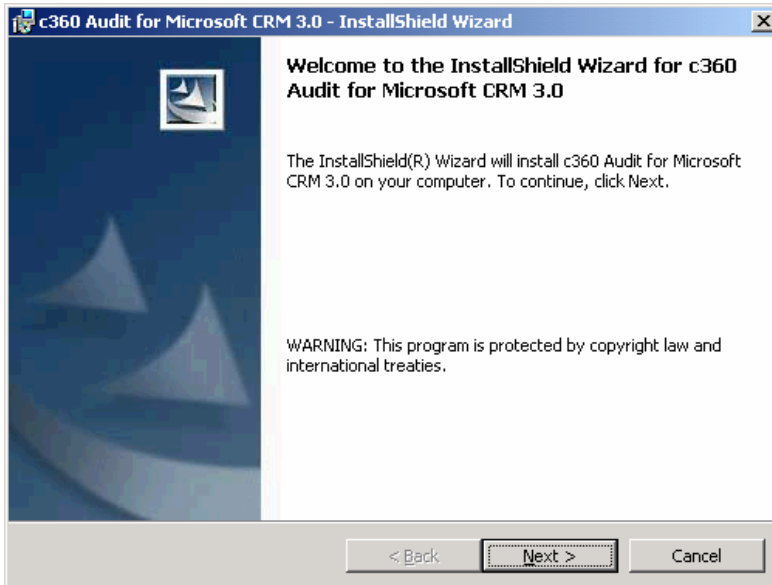 c360 Audit for Microsoft CRM 3.0 - InstallShield Wizard
Welcome to the InstallShield Wizard for c360
Audit for Microsoft CRM 3.0
The InstallShield(R) Wizard will install c360 Audit for Microsoft
CRM 3.0 on your computer. To continue, click Next.
WARNING: This program is protected by copyright law and
international treaties.
< Back
Next >
Cancel